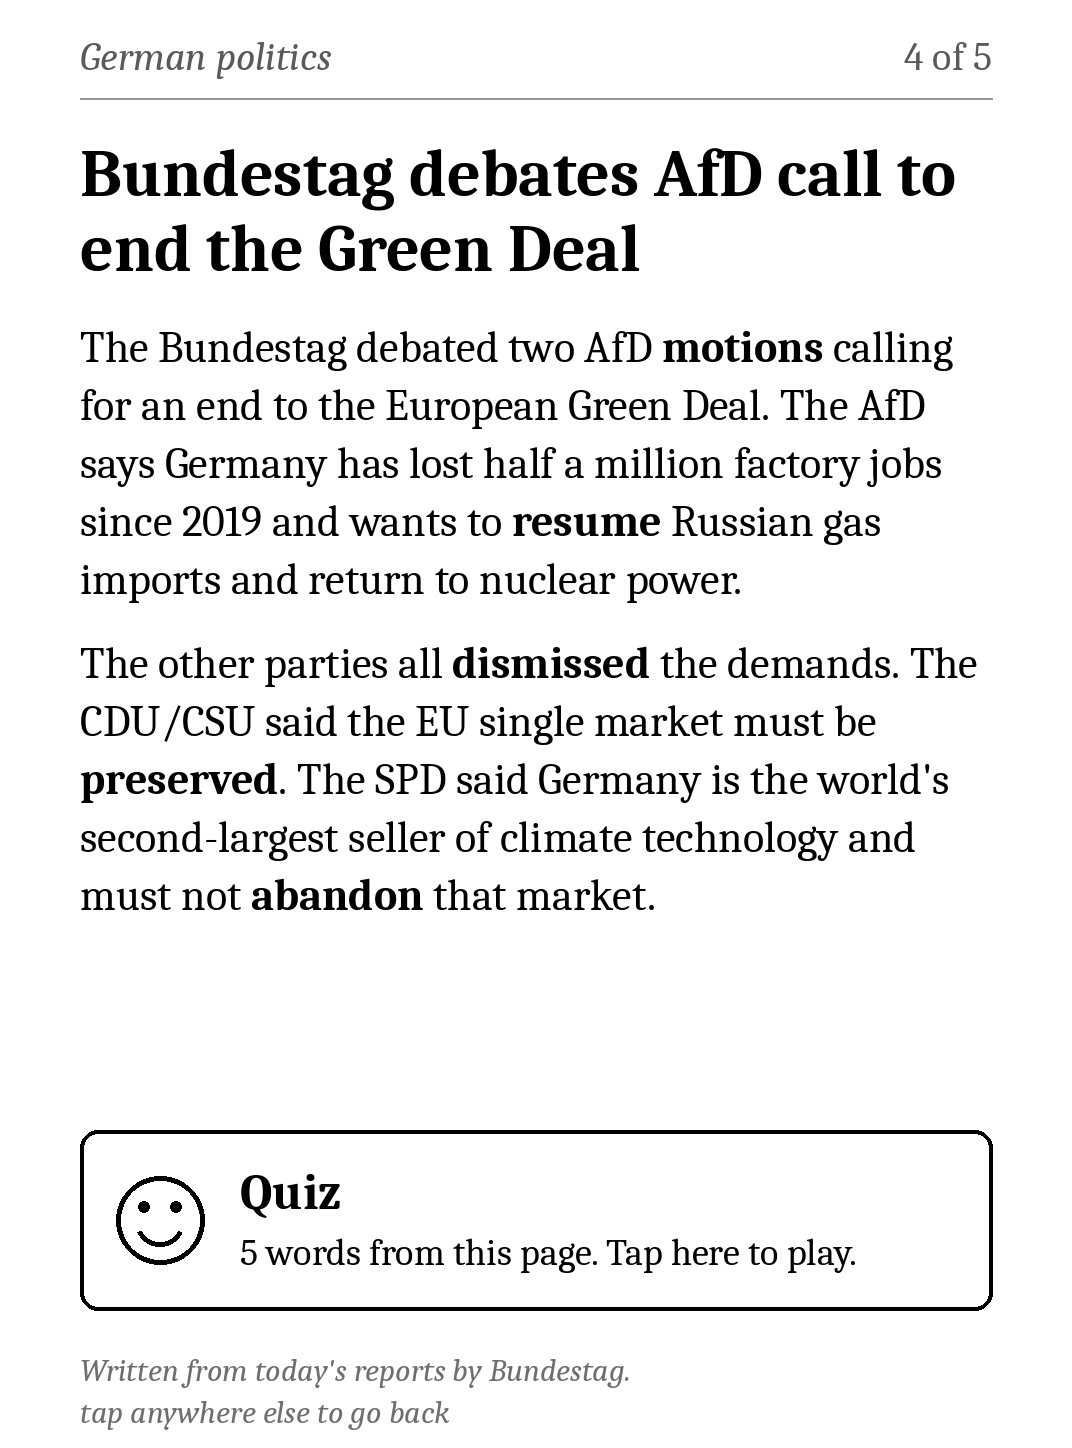 German politics
4 of 5
Bundestag debates AfD call to
end the Green Deal
The Bundestag debated two AfD motions calling
for an end to the European Green Deal. The AfD
says Germany has lost half a million factory jobs
since 2019 and wants to resume Russian gas
imports and return to nuclear power.
The other parties all dismissed the demands. The
CDU/CSU said the EU single market must be
preserved. The SPD said Germany is the world's
second-largest seller of climate technology and
must not abandon that market.
Quiz
5 words from this page. Tap here to play.
Written from today's reports by Bundestag.
tap anywhere else to go back